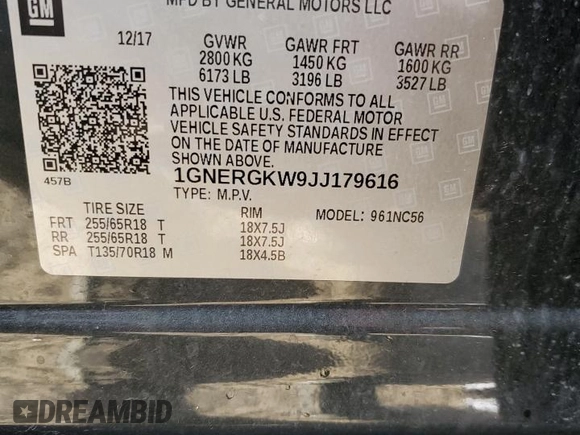 GM
MFD BY GENERAL MOTORS LLC
12/17 GVWR GAWR FRT GAWR RR
2800 KG 1450 KG 1600 KG
6173 LB 3196 LB 3527 LB
THIS VEHICLE CONFORMS TO ALL
APPLICABLE U.S. FEDERAL MOTOR
VEHICLE SAFETY STANDARDS IN EFFECT
ON THE DATE OF MANUFACTURE
SHOWN ABOVE.
457B
1GNERGKW9JJ179616
TYPE: M.P.V.
TIRE SIZE RIM MODEL: 961NC56
FRT 255/65R18 T 18X7.5J
RR 255/65R18 T 18X7.5J
SPA T135/70R18 M 18X4.5B
DREAMBID